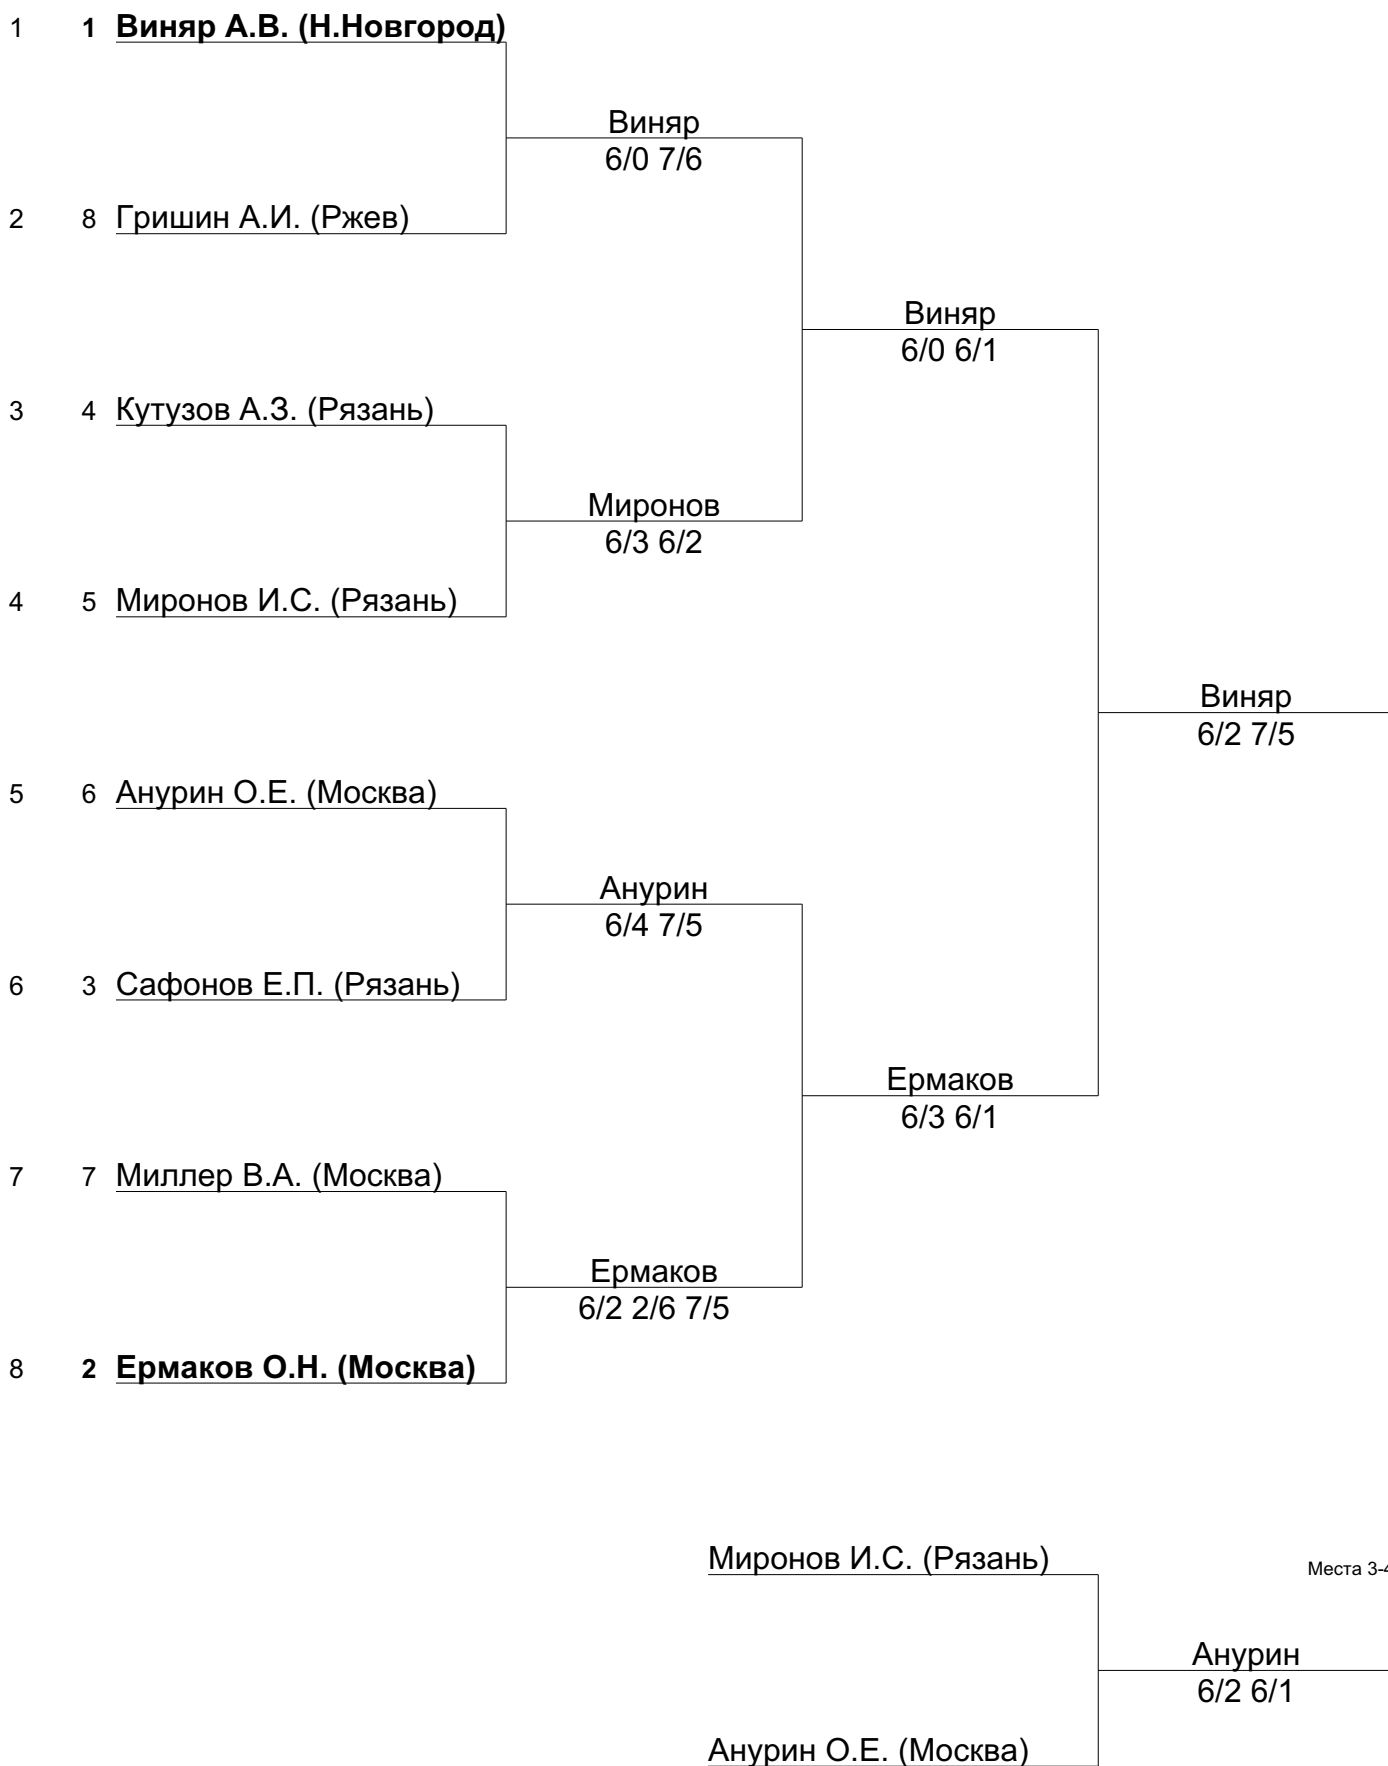 1 1 Виняр А.В. (Н.Новгород)
Виняр
6/0 7/6
2 8 Гришин А.И. (Ржев)
Виняр
6/0 6/1
3 4 Кутузов А.З. (Рязань)
Миронов
6/3 6/2
4 5 Миронов И.С. (Рязань)
Виняр
6/2 7/5
5 6 Анурин О.Е. (Москва)
Анурин
6/4 7/5
6 3 Сафонов Е.П. (Рязань)
Ермаков
6/3 6/1
7 7 Миллер В.А. (Москва)
Ермаков
6/2 2/6 7/5
8 2 Ермаков О.Н. (Москва)
Миронов И.С. (Рязань)
Места 3-4
Анурин
6/2 6/1
Анурин О.Е. (Москва)